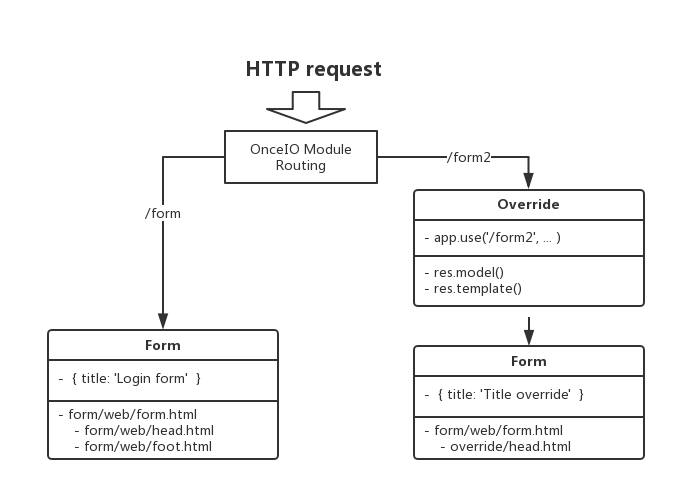 HTTP request
OnceIO Module
Routing
/form
/form2
Override
- app.use('/form2', ... )
- res.model()
- res.template()
Form
- { title: 'Login form' }
- form/web/form.html
- form/web/head.html
- form/web/foot.html
Form
- { title: 'Title override' }
- form/web/form.html
- override/head.html